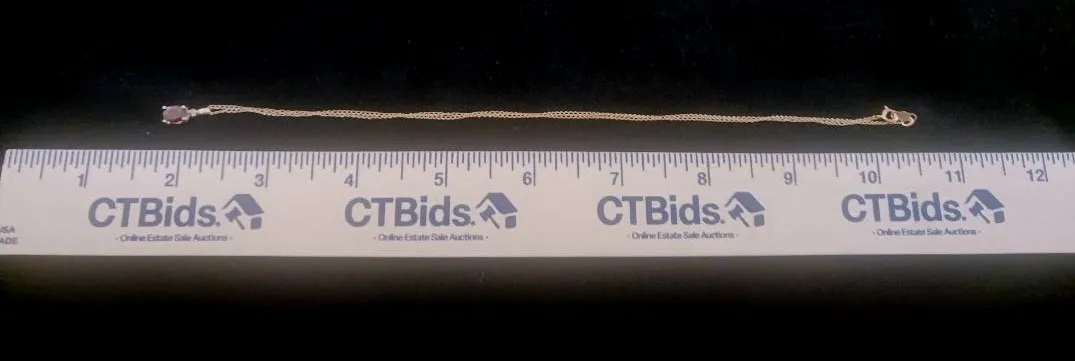 1 2 3 4 5 6 7 8 9 10 11 12
CTBids. CTBids. CTBids. CTBids.
- Online Estate Sale Auctions - - Online Estate Sale Auctions - - Online Estate Sale Auctions - - Online Estate Sale Auctions -
USA
ADE